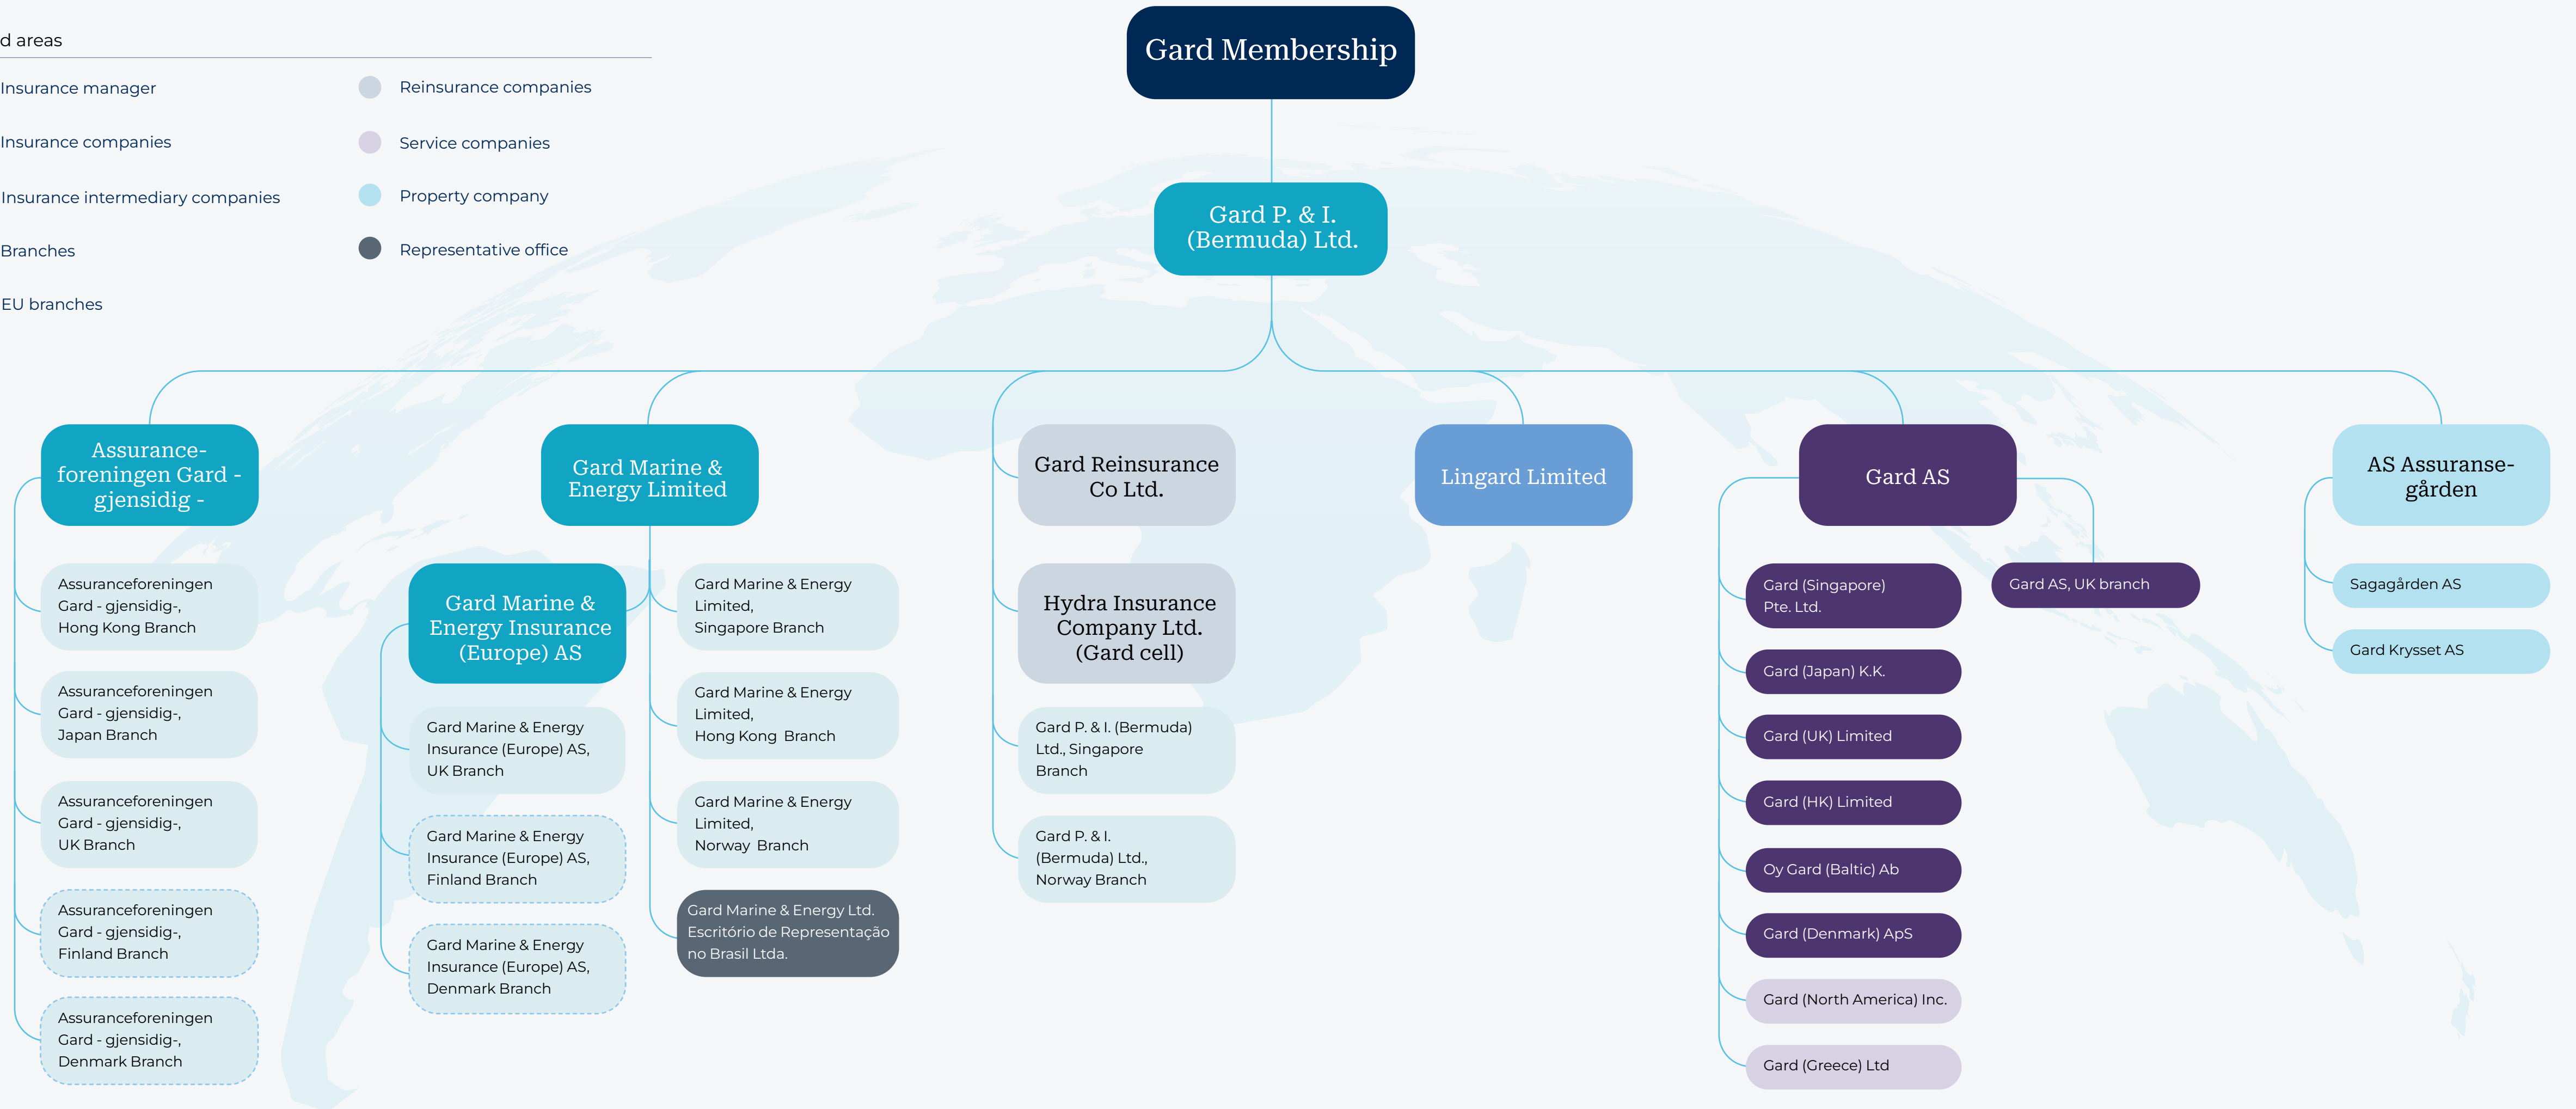 d areas
Insurance manager
Insurance companies
Insurance intermediary companies
Branches
EU branches
Reinsurance companies
Service companies
Property company
Representative office
Gard Membership
Gard P. & I.
(Bermuda) Ltd.
Assurance-
foreningen Gard -
gjensidig -
Assuranceforeningen
Gard - gjensidig-,
Hong Kong Branch
Assuranceforeningen
Gard - gjensidig-,
Japan Branch
Assuranceforeningen
Gard - gjensidig-,
UK Branch
Assuranceforeningen
Gard - gjensidig-,
Finland Branch
Assuranceforeningen
Gard - gjensidig-,
Denmark Branch
Gard Marine &
Energy Limited
Gard Marine &
Energy Insurance
(Europe) AS
Gard Marine & Energy
Insurance (Europe) AS,
UK Branch
Gard Marine & Energy
Insurance (Europe) AS,
Finland Branch
Gard Marine & Energy
Insurance (Europe) AS,
Denmark Branch
Gard Marine & Energy
Limited,
Singapore Branch
Gard Marine & Energy
Limited,
Hong Kong Branch
Gard Marine & Energy
Limited,
Norway Branch
Gard Marine & Energy Ltd.
Escritório de Representação
no Brasil Ltda.
Gard Reinsurance
Co Ltd.
Hydra Insurance
Company Ltd.
(Gard cell)
Gard P. & I. (Bermuda)
Ltd., Singapore
Branch
Gard P. & I.
(Bermuda) Ltd.,
Norway Branch
Lingard Limited
Gard AS
Gard (Singapore)
Pte. Ltd.
Gard (Japan) K.K.
Gard (UK) Limited
Gard (HK) Limited
Oy Gard (Baltic) Ab
Gard (Denmark) ApS
Gard (North America) Inc.
Gard (Greece) Ltd
Gard AS, UK branch
AS Assuranse-
gården
Sagagården AS
Gard Krysset AS